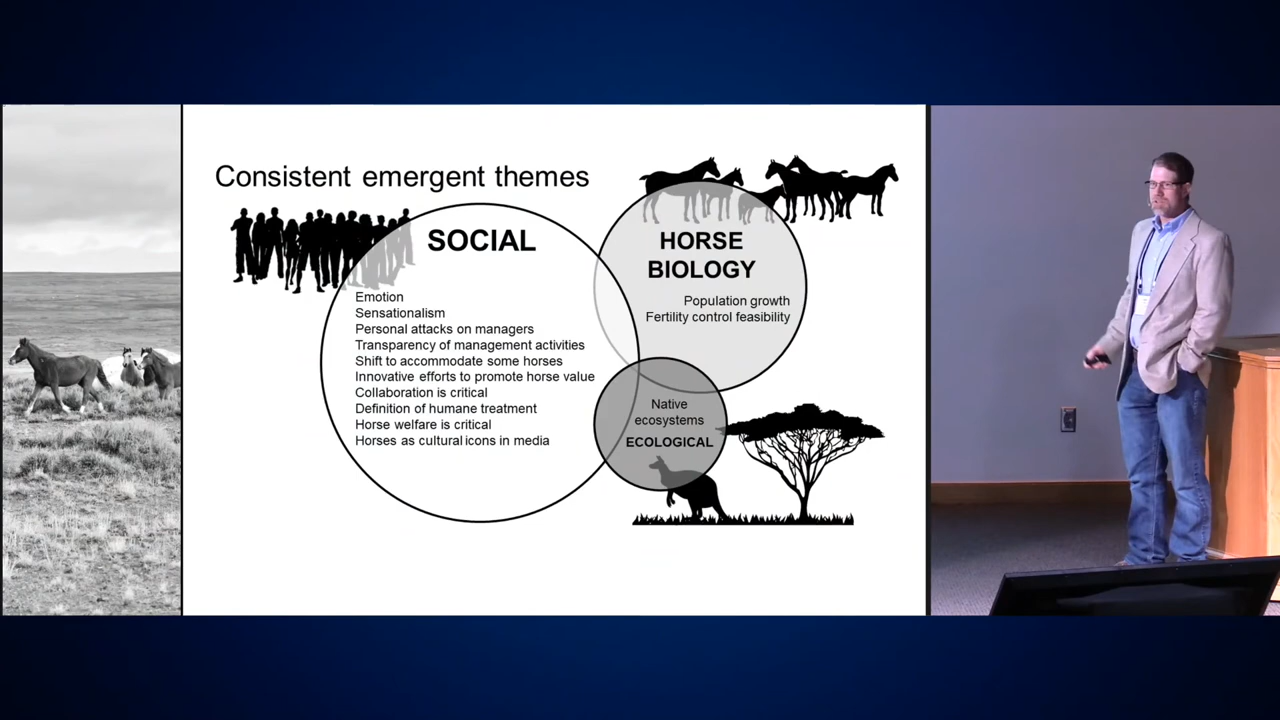 Consistent emergent themes
SOCIAL
Emotion
Sensationalism
Personal attacks on managers
Transparency of management activities
Shift to accommodate some horses
Innovative efforts to promote horse value
Collaboration is critical
Definition of humane treatment
Horse welfare is critical
Horses as cultural icons in media
HORSE
BIOLOGY
Population growth
Fertility control feasibility
Native
ecosystems
ECOLOGICAL